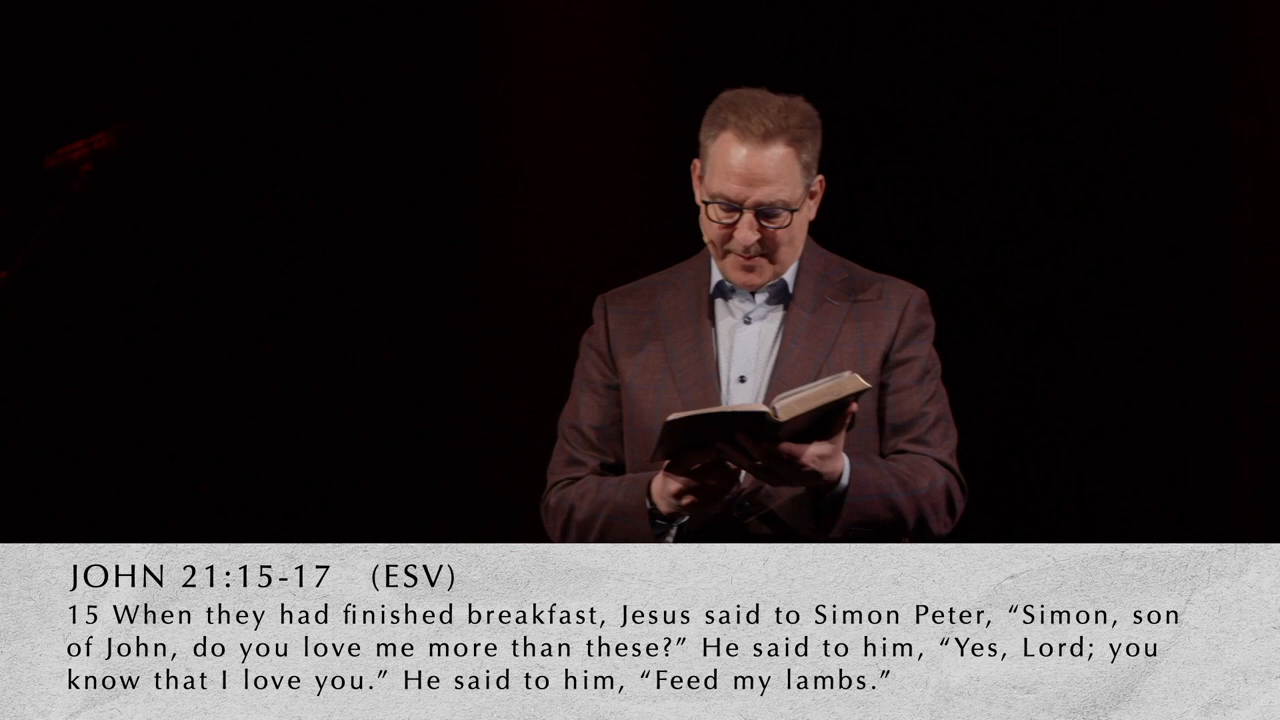 JOHN 21:15-17 (ESV)
15 When they had finished breakfast, Jesus said to Simon Peter, “Simon, son
of John, do you love me more than these?” He said to him, “Yes, Lord; you
know that I love you.” He said to him, “Feed my lambs.”